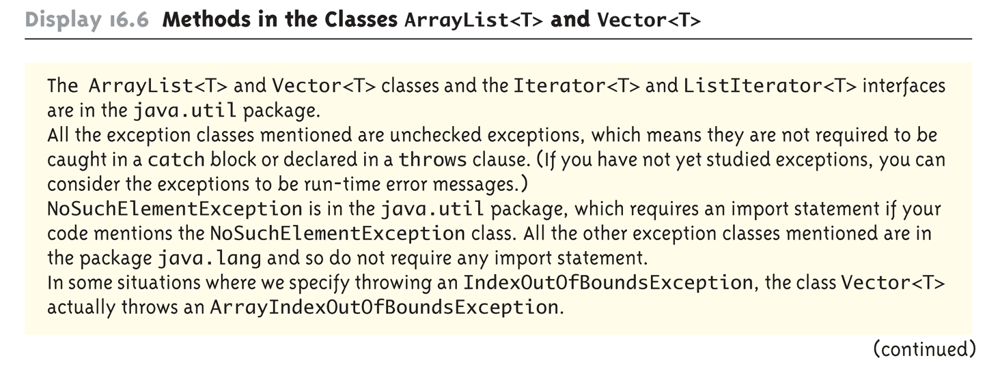 Display 16.6 Methods in the Classes ArrayList<T> and Vector<T>
The ArrayList<T> and Vector<T> classes and the Iterator<T> and ListIterator<T> interfaces
are in the java.util package.
All the exception classes mentioned are unchecked exceptions, which means they are not required to be
caught in a catch block or declared in a throws clause. (If you have not yet studied exceptions, you can
consider the exceptions to be run-time error messages.)
NoSuchElementException is in the java.util package, which requires an import statement if your
code mentions the NoSuchElementException class. All the other exception classes mentioned are in
the package java.lang and so do not require any import statement.
In some situations where we specify throwing an IndexOutOfBoundsException, the class Vector<T>
actually throws an ArrayIndexOutOfBoundsException.
(continued)